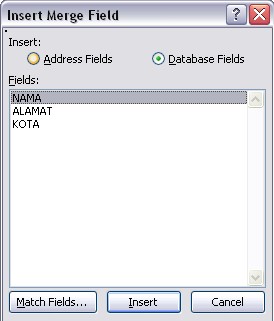 Insert Merge Field
Insert:
Address Fields
Database Fields
Fields:
NAMA
ALAMAT
KOTA
Match Fields...
Insert
Cancel